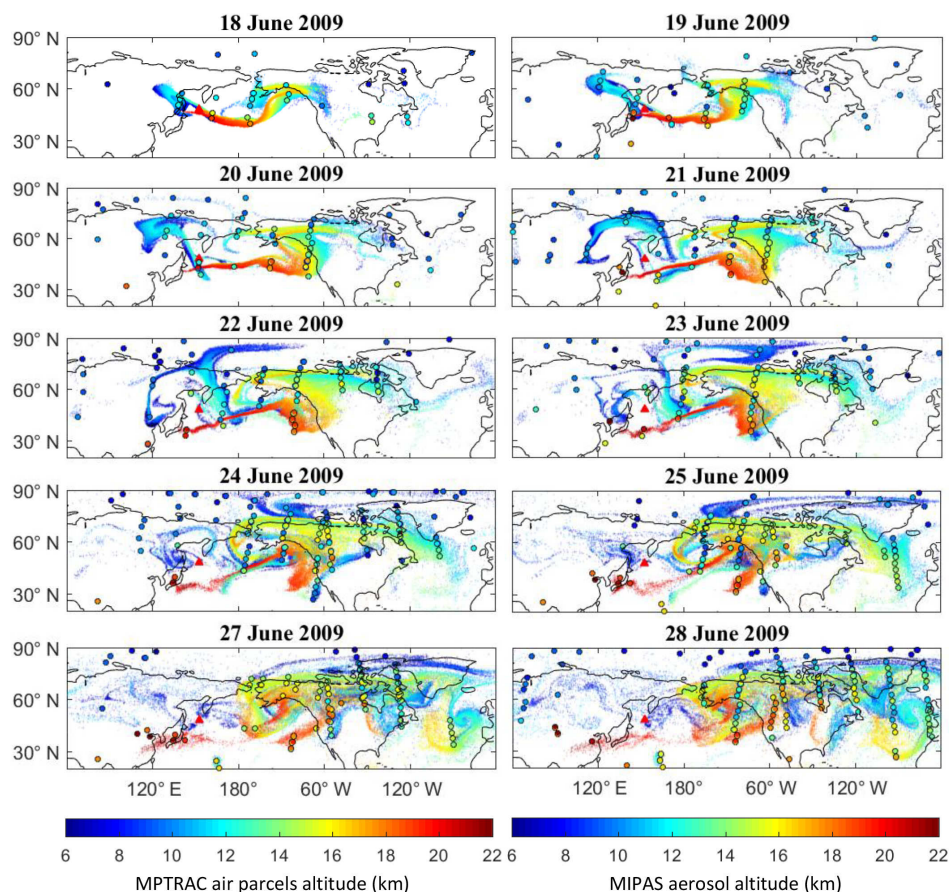 18 June 2009 19 June 2009
90° N
60° N
30° N
20 June 2009 21 June 2009
90° N
60° N
30° N
22 June 2009 23 June 2009
90° N
60° N
30° N
24 June 2009 25 June 2009
90° N
60° N
30° N
27 June 2009 28 June 2009
90° N
60° N
30° N
120° E 180° 60° W 120° W 120° E 180° 60° W 120° W
6 8 10 12 14 16 18 20 22 6 8 10 12 14 16 18 20 22
MPTRAC air parcels altitude (km) MIPAS aerosol altitude (km)